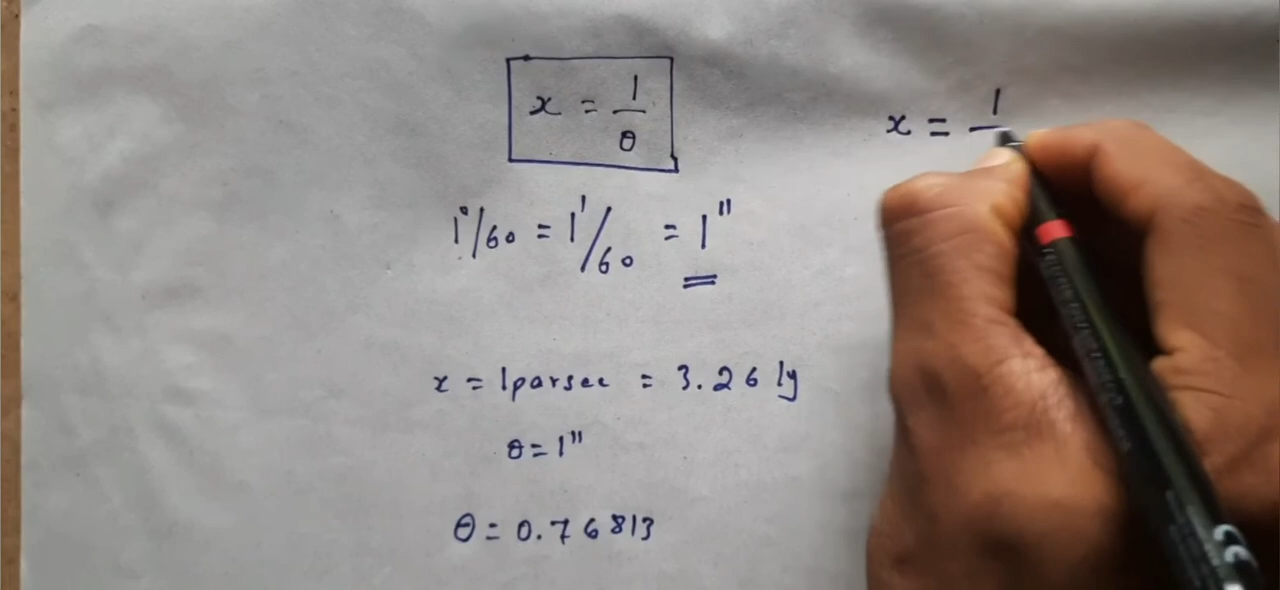 x = 1/θ
x = 1
1°/60 = 1'/60 = 1"
x = 1parsec = 3.26 ly
θ = 1"
θ = 0.76813